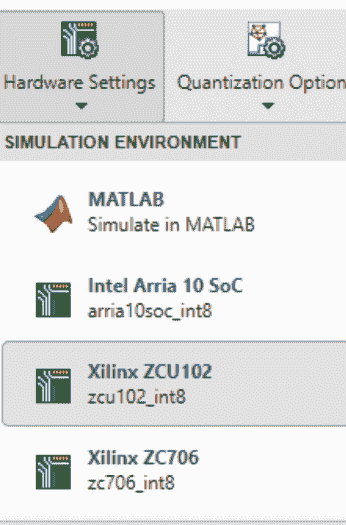 Hardware Settings
Quantization Option
SIMULATION ENVIRONMENT
MATLAB
Simulate in MATLAB
Intel Arria 10 SoC
arria10soc_int8
Xilinx ZCU102
zcu102_int8
Xilinx ZC706
zc706_int8